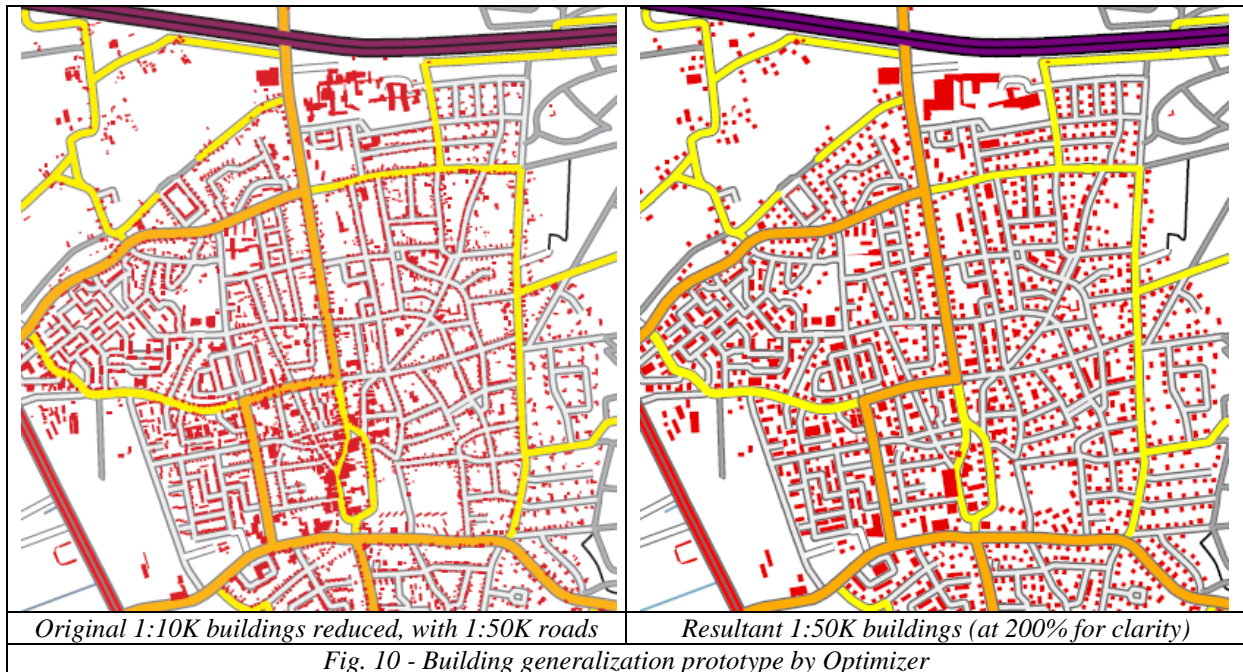 Original 1:10K buildings reduced, with 1:50K roads
Resultant 1:50K buildings (at 200% for clarity)
Fig. 10 - Building generalization prototype by Optimizer